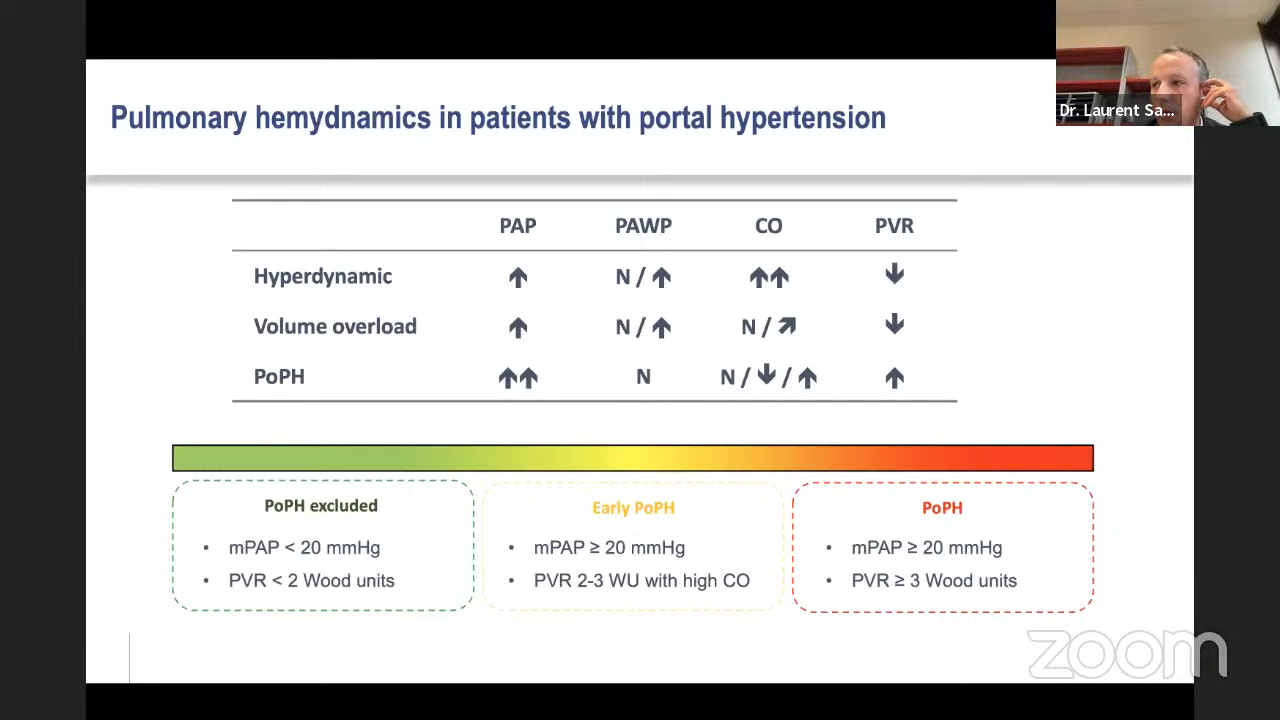 Dr. Laurent Sa...
Pulmonary hemydnamics in patients with portal hypertension
PAP PAWP CO PVR
Hyperdynamic ↑ N / ↑ ↑↑ ↓
Volume overload ↑ N / ↑ N / ↗ ↓
PoPH ↑↑ N N / ↓ / ↑ ↑
PoPH excluded
• mPAP < 20 mmHg
• PVR < 2 Wood units
Early PoPH
• mPAP ≥ 20 mmHg
• PVR 2-3 WU with high CO
PoPH
• mPAP ≥ 20 mmHg
• PVR ≥ 3 Wood units
zoom